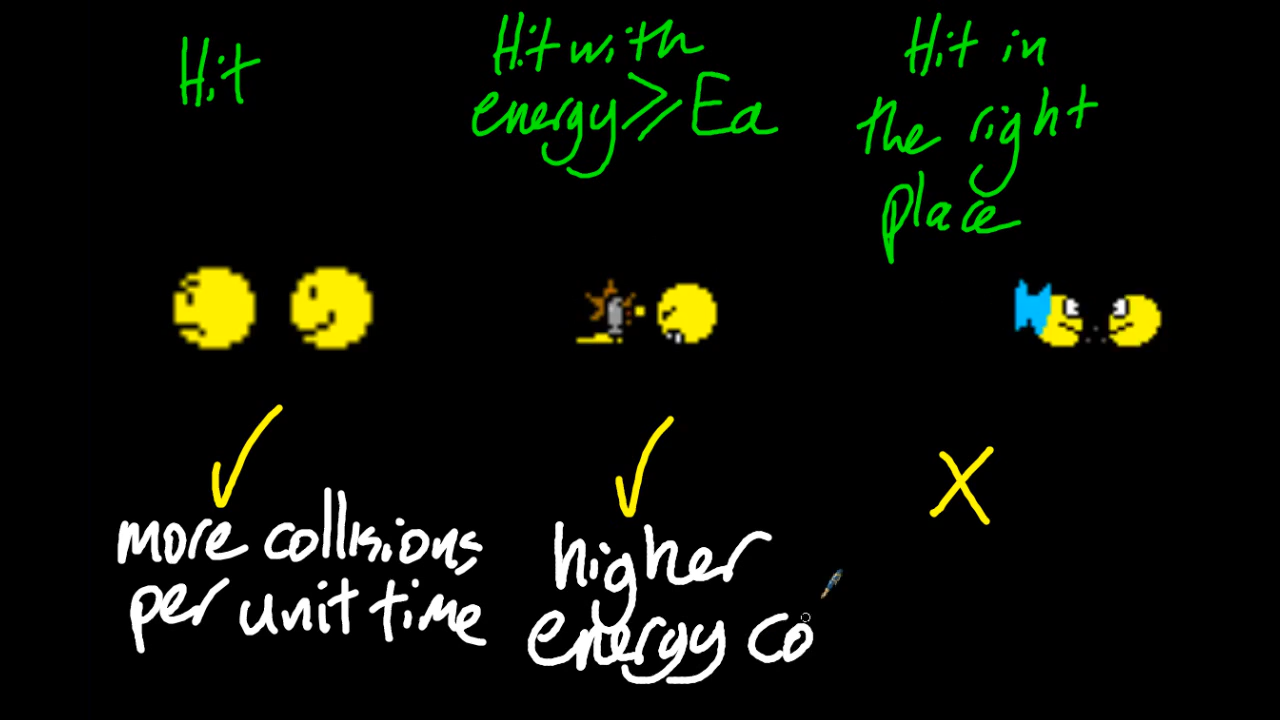 Hit
Hit with
energy ⩾ Ea
Hit in
the right
place
more collisions
per unit time
higher
energy co